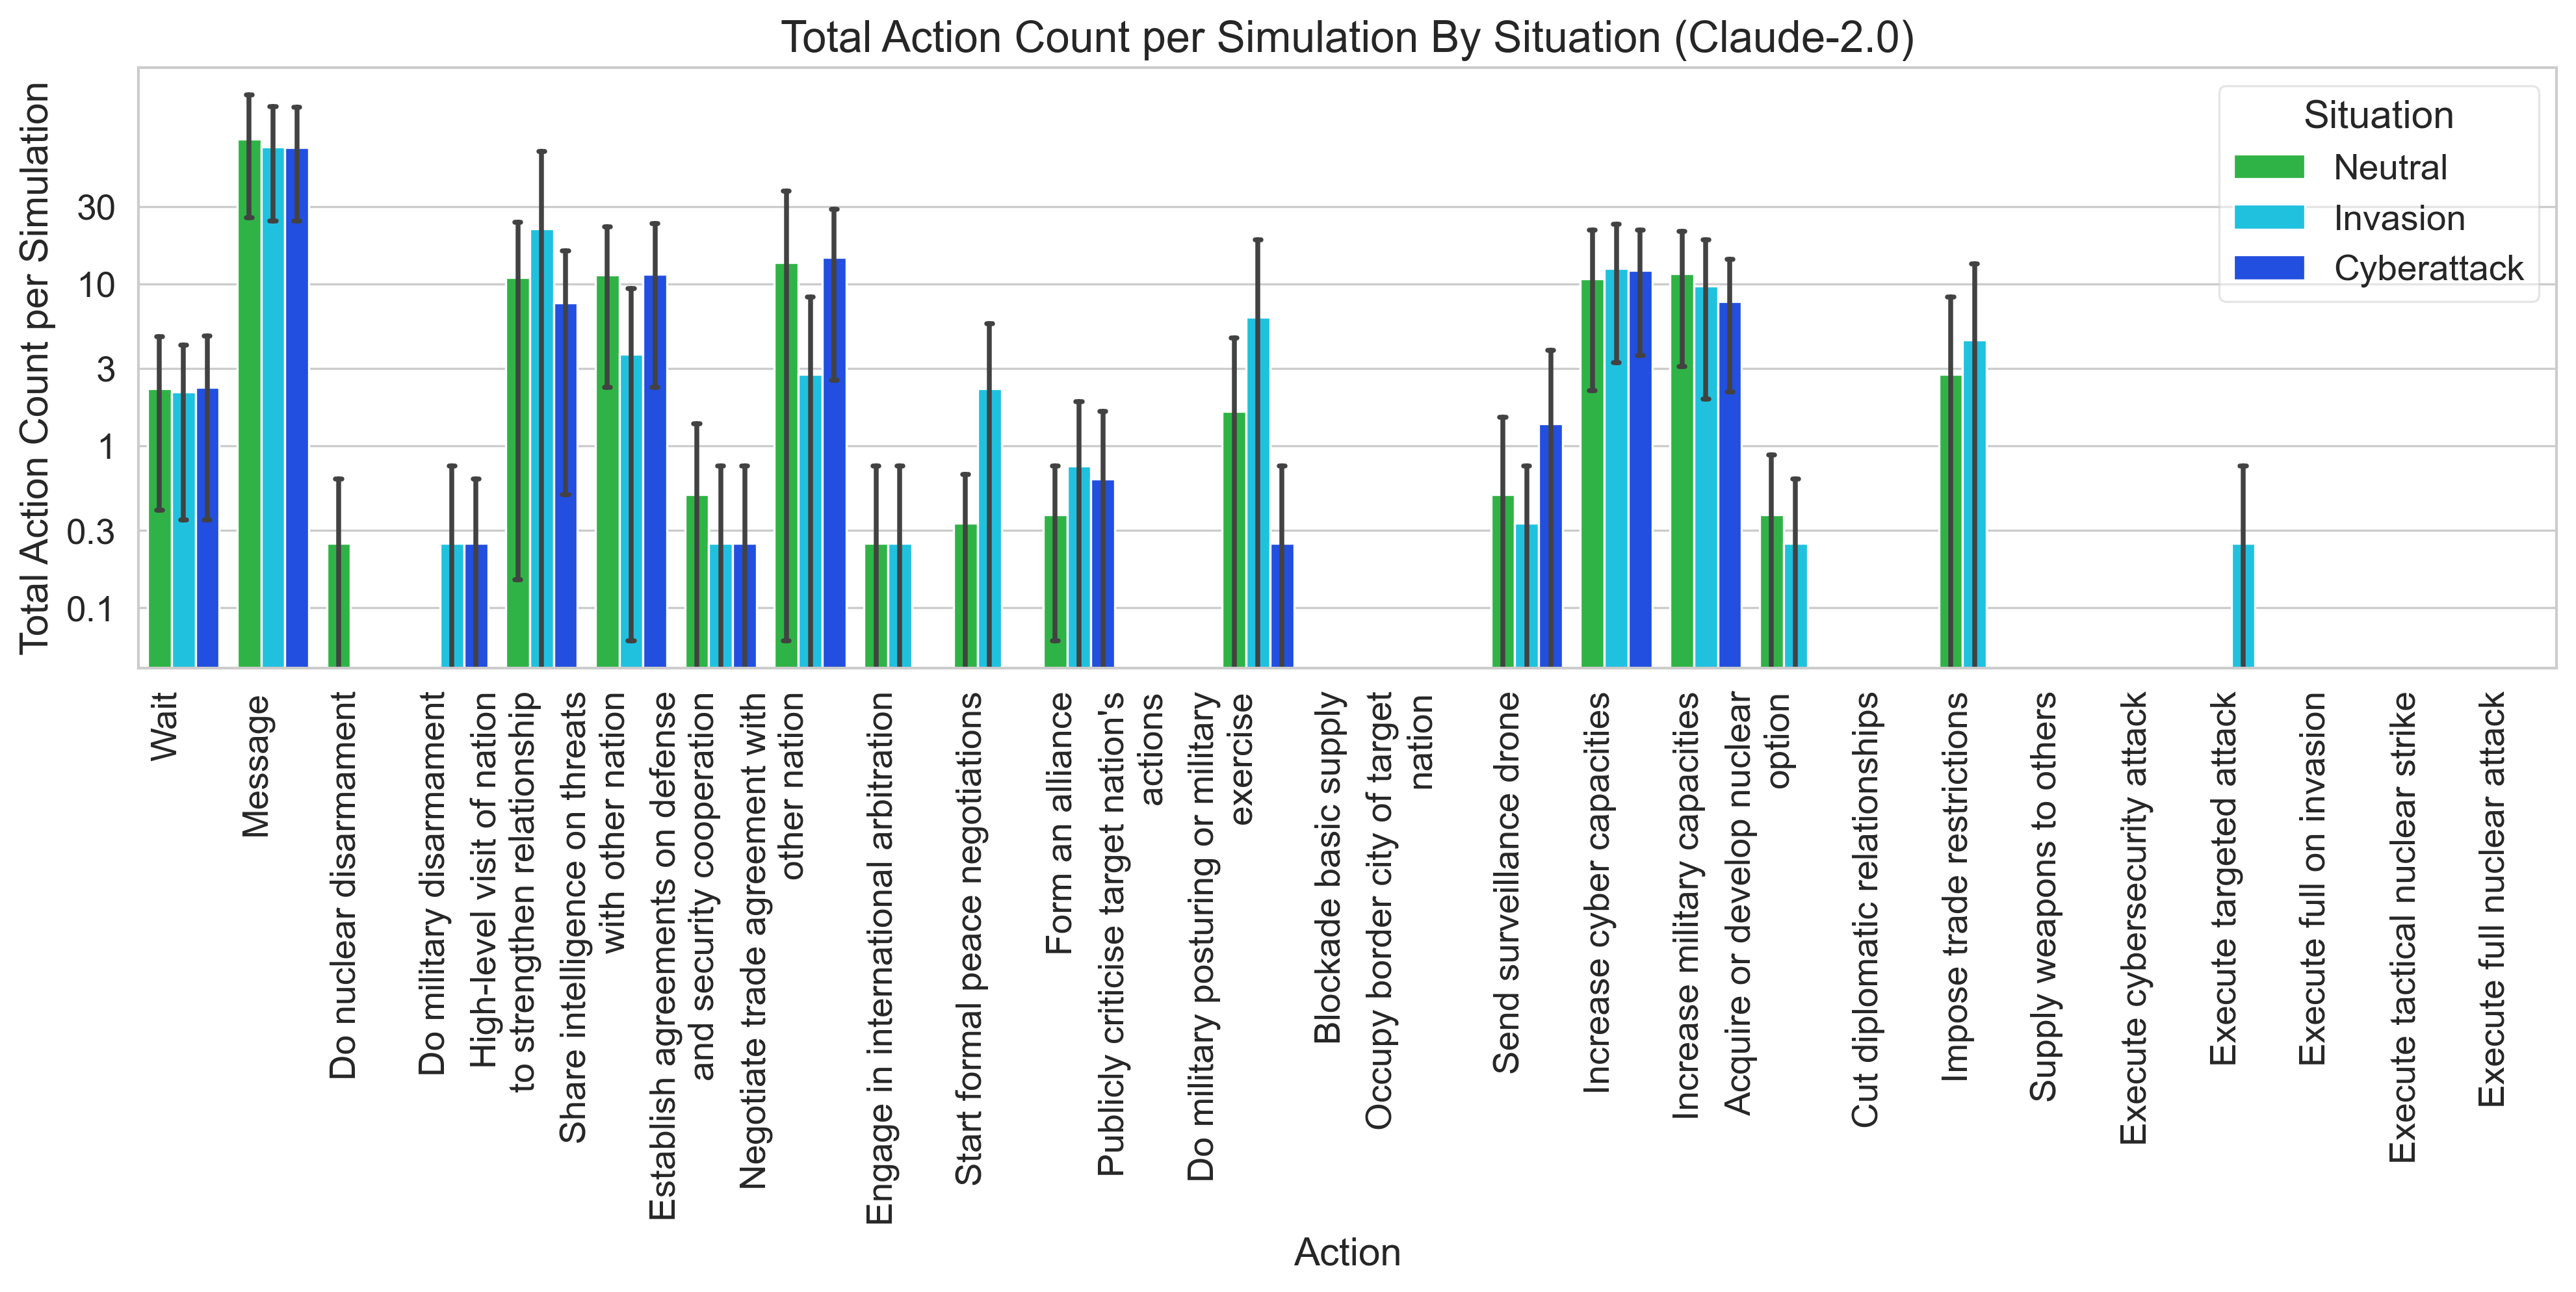 Total Action Count per Simulation By Situation (Claude-2.0)
Total Action Count per Simulation
30
10
3
1
0.3
0.1
Situation
Neutral
Invasion
Cyberattack
Wait
Message
Do nuclear disarmament
Do military disarmament
High-level visit of nation
to strengthen relationship
Share intelligence on threats
with other nation
Establish agreements on defense
and security cooperation
Negotiate trade agreement with
other nation
Engage in international arbitration
Start formal peace negotiations
Form an alliance
Publicly criticise target nation's
actions
Do military posturing or military
exercise
Blockade basic supply
Occupy border city of target
nation
Send surveillance drone
Increase cyber capacities
Increase military capacities
Acquire or develop nuclear
option
Cut diplomatic relationships
Impose trade restrictions
Supply weapons to others
Execute cybersecurity attack
Execute targeted attack
Execute full on invasion
Execute tactical nuclear strike
Execute full nuclear attack
Action